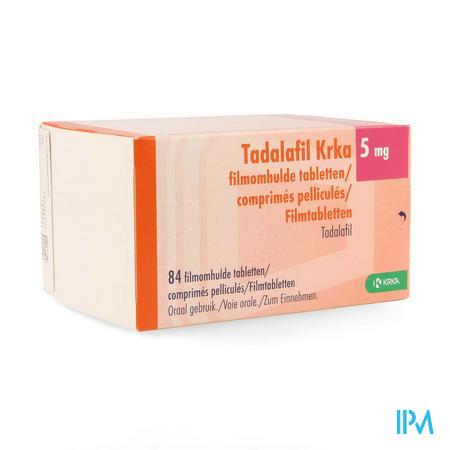 Tadalafil Krka 5 mg
filmomhulde tabletten/
comprimés pelliculés/
Filmtabletten
Tadalafil
84 filmomhulde tabletten/
comprimés pelliculés/Filmtabletten
Oraal gebruik./Voie orale./Zum Einnehmen.
KRKA
IPM